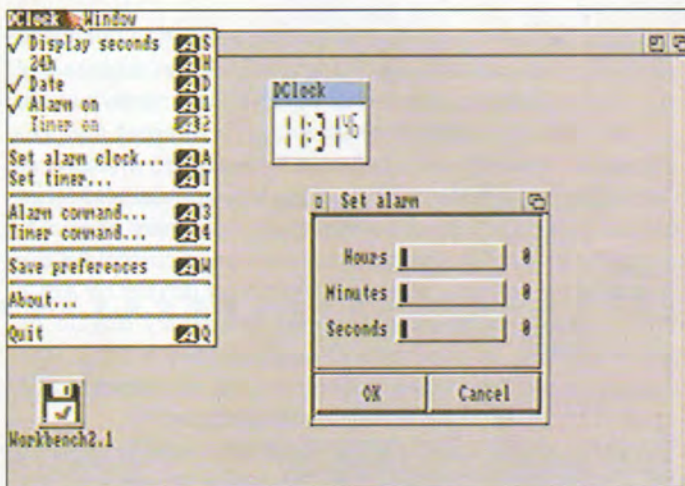 DClock Window
✓ Display seconds A S
24h A H
✓ Date A D
✓ Alarm on A 1
Timer on A 2
Set alarm clock... A A
Set timer... A T
Alarm command... A 3
Timer command... A 4
Save preferences A W
About...
Quit A Q
DClock
11:31 46
Set alarm
Hours 0
Minutes 0
Seconds 0
OK Cancel
Workbench2.1